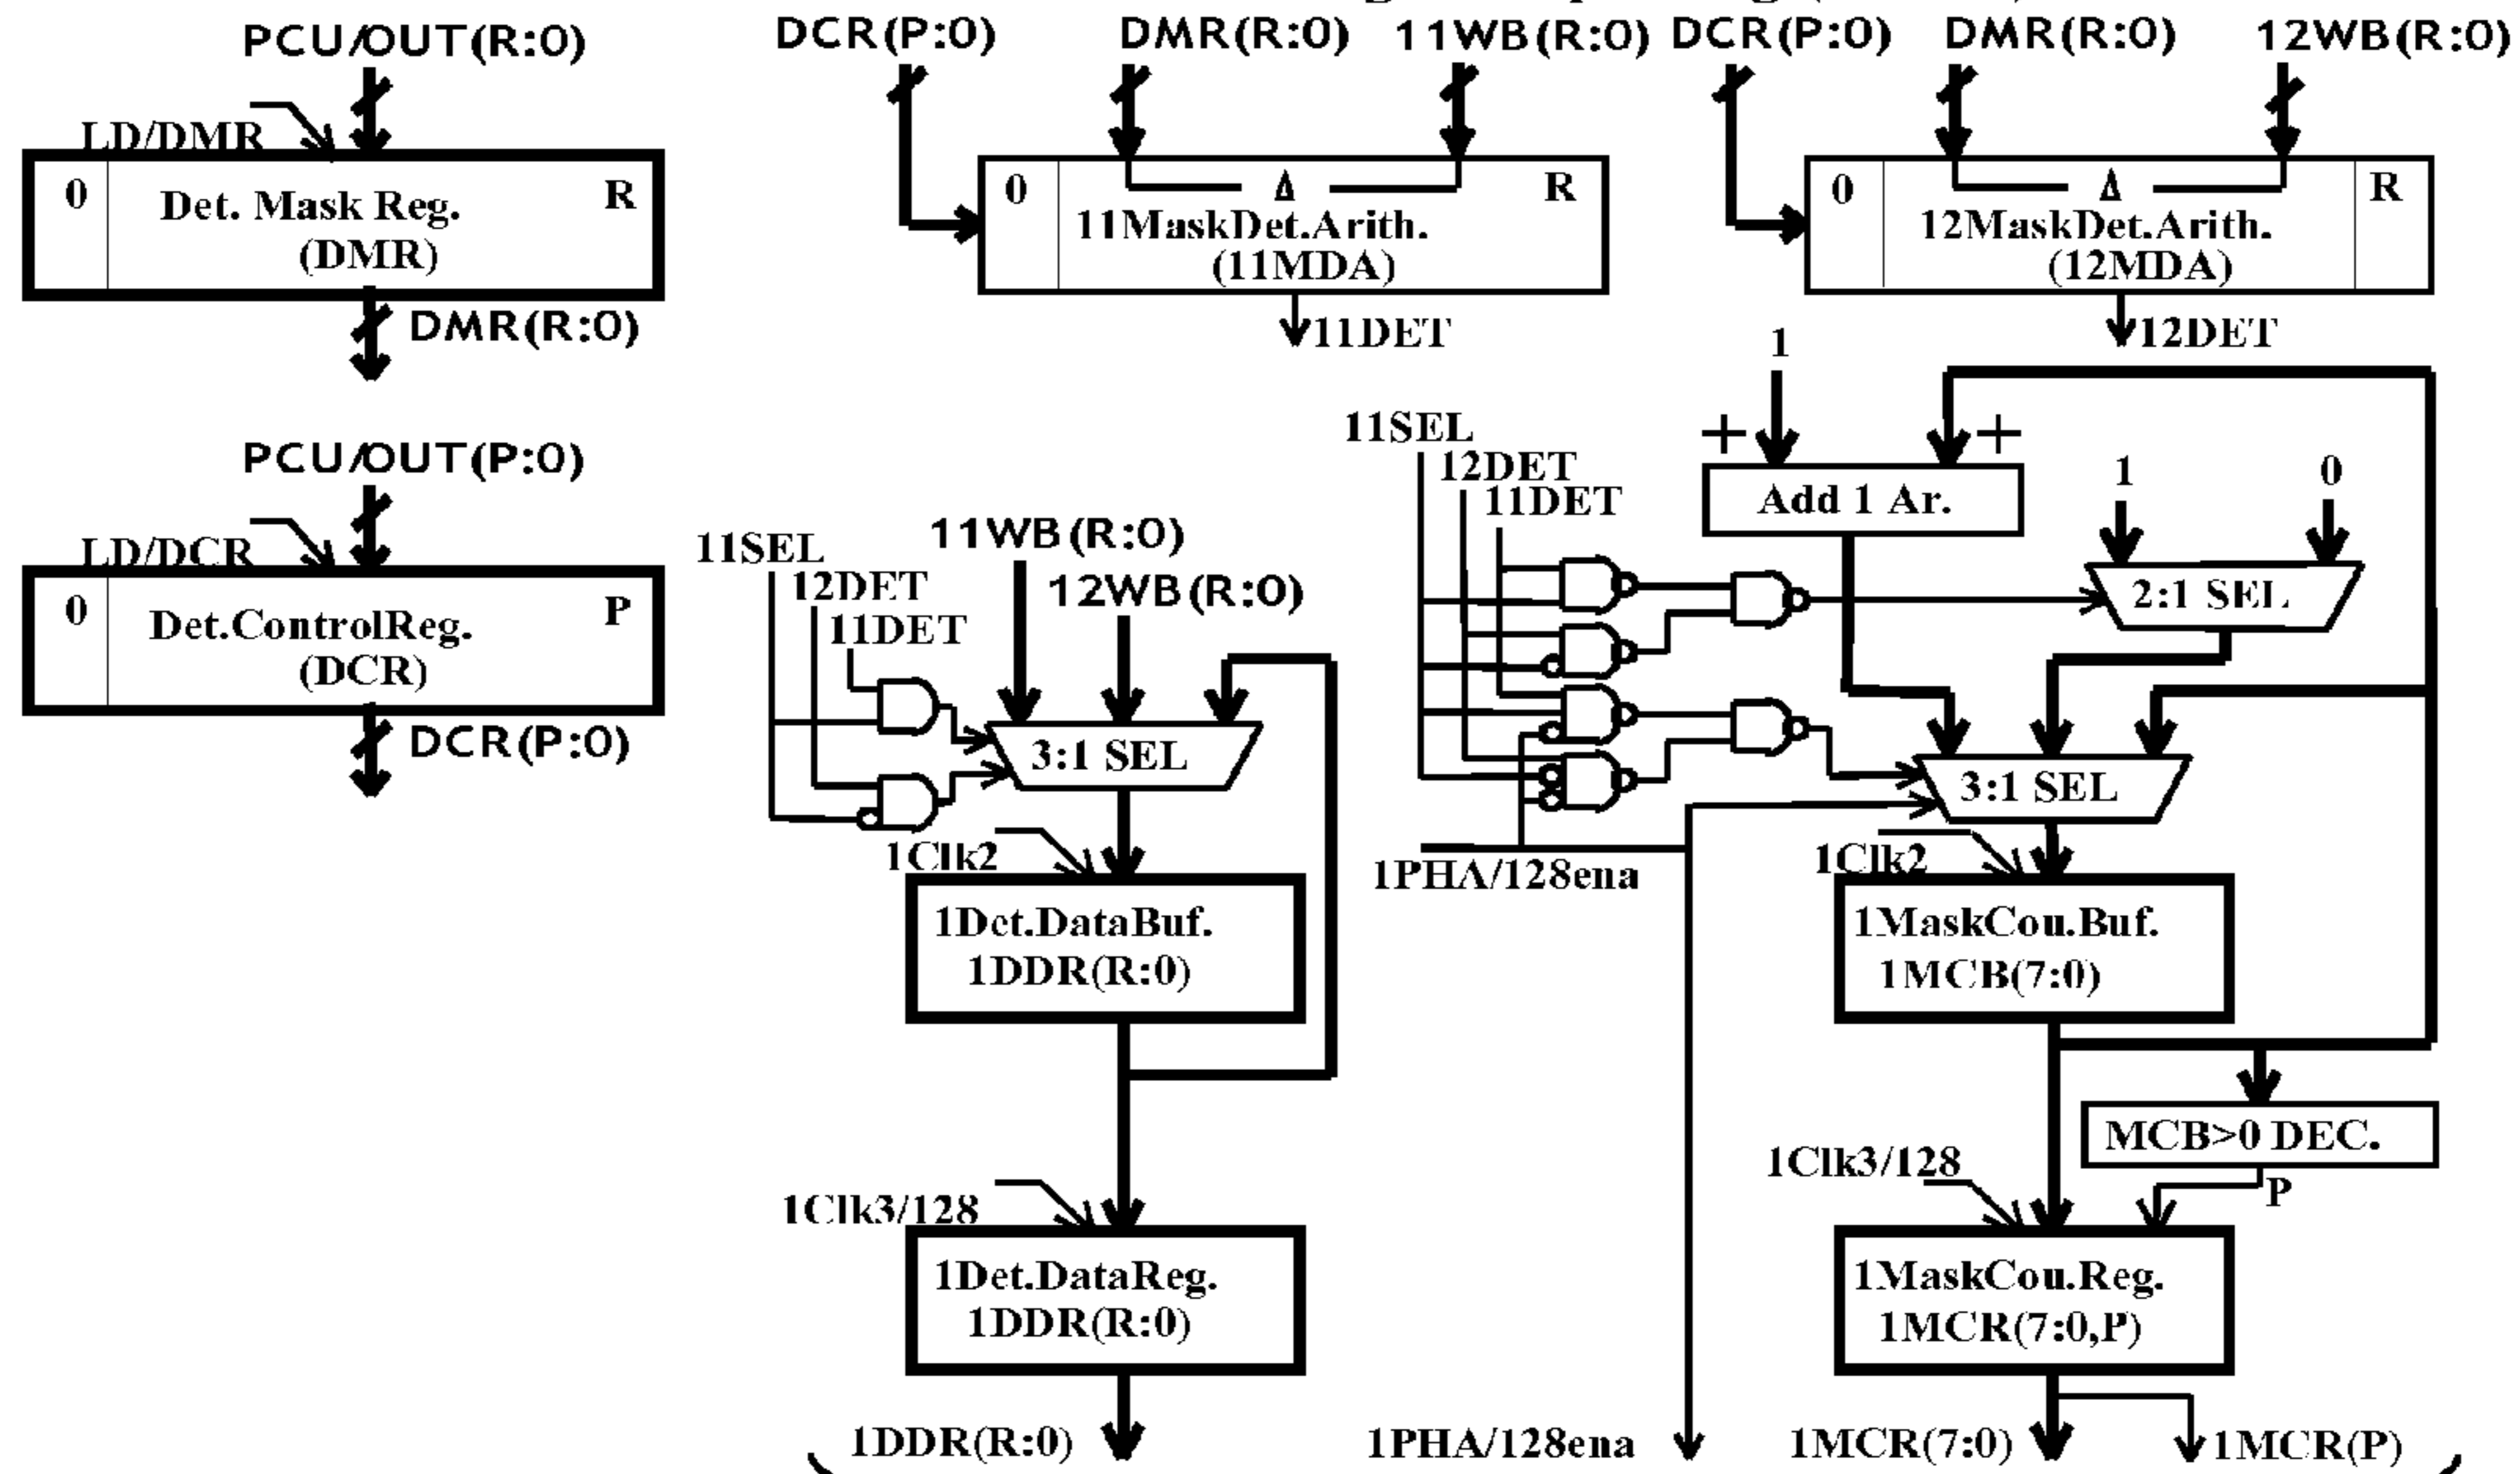 PCU/OUT(R:0)
LD/DMR
0 Det. Mask Reg. R
(DMR)
DMR(R:0)
PCU/OUT(P:0)
LD/DCR
0 Det.ControlReg. P
(DCR)
DCR(P:0)
DCR(P:0) DMR(R:0) 11WB(R:0)
0 Δ R
11MaskDet.Arith.
(11MDA)
11DET
DCR(P:0) DMR(R:0) 12WB(R:0)
0 Δ R
12MaskDet.Arith.
(12MDA)
12DET
11SEL
12DET
11DET
11WB(R:0)
12WB(R:0)
3:1 SEL
1Clk2
1Det.DataBuf.
1DDR(R:0)
1Clk3/128
1Det.DataReg.
1DDR(R:0)
1DDR(R:0)
11SEL
12DET
11DET
1
+ +
Add 1 Ar.
1 0
2:1 SEL
3:1 SEL
1PHA/128ena
1Clk2
1MaskCou.Buf.
1MCB(7:0)
MCB>0 DEC.
P
1Clk3/128
1MaskCou.Reg.
1MCR(7:0,P)
1PHA/128ena
1MCR(7:0)
1MCR(P)